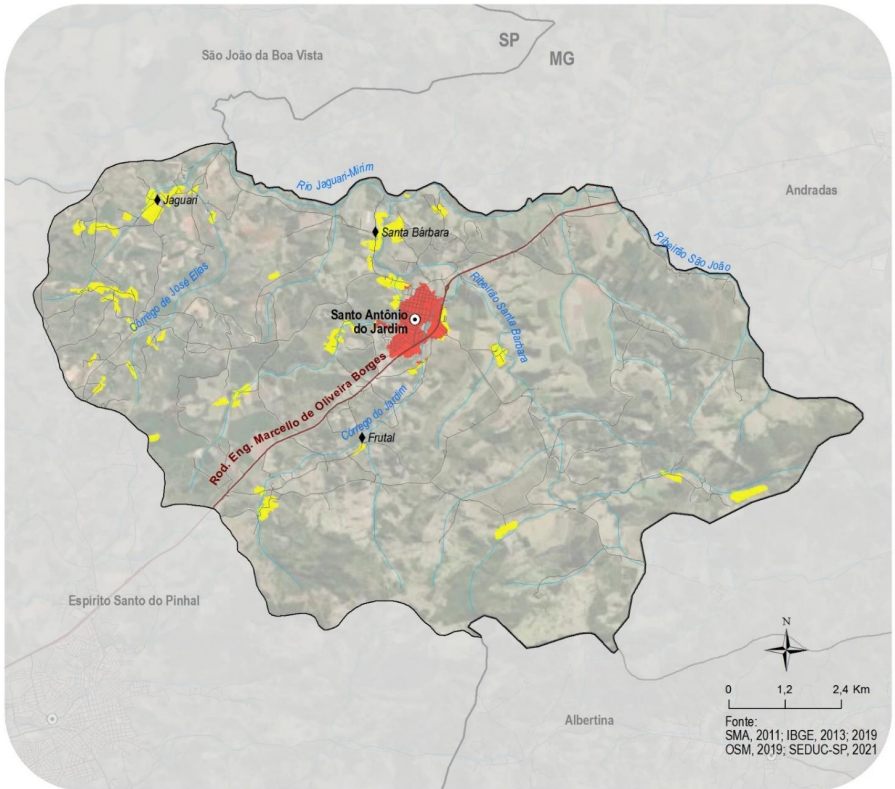 São João da Boa Vista
SP
MG
Rio Jaguari-Mirim
Andradas
Jaguari
Santa Bárbara
Ribeirão São João
Córrego de José Elias
Ribeirão Santa Barbara
Santo Antônio
do Jardim
Rod. Eng. Marcello de Oliveira Borges
Córrego do Jardim
Frutal
Espirito Santo do Pinhal
N
0 1,2 2,4 Km
Albertina
Fonte:
SMA, 2011; IBGE, 2013; 2019
OSM, 2019; SEDUC-SP, 2021